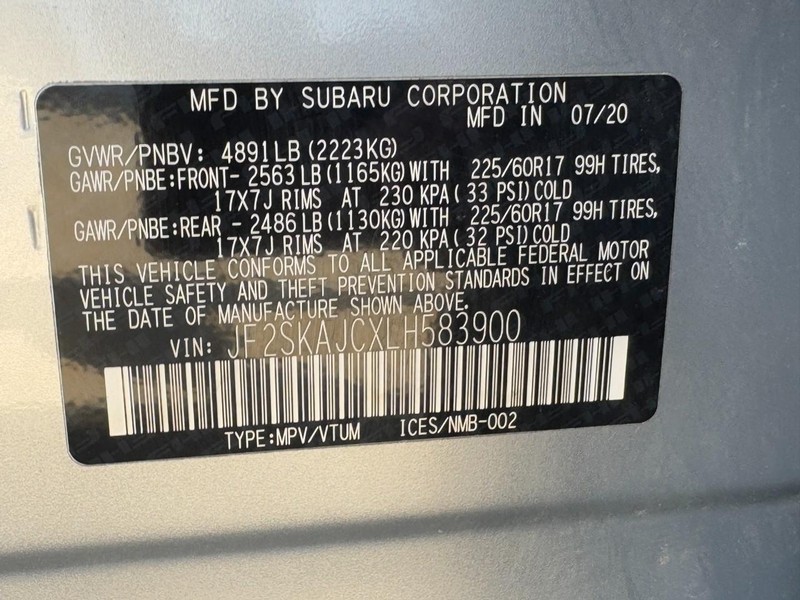 MFD BY SUBARU CORPORATION
MFD IN 07/20
GVWR/PNBV: 4891LB (2223KG)
GAWR/PNBE:FRONT- 2563 LB (1165KG) WITH 225/60R17 99H TIRES,
17X7J RIMS AT 230 KPA( 33 PSI) COLD
GAWR/PNBE:REAR - 2486 LB (1130KG) WITH 225/60R17 99H TIRES,
17X7J RIMS AT 220 KPA( 32 PSI) COLD
THIS VEHICLE CONFORMS TO ALL APPLICABLE FEDERAL MOTOR
VEHICLE SAFETY AND THEFT PREVENTION STANDARDS IN EFFECT ON
THE DATE OF MANUFACTURE SHOWN ABOVE.
VIN: JF2SKAJCXLH583900
TYPE:MPV/VTUM ICES/NMB-002